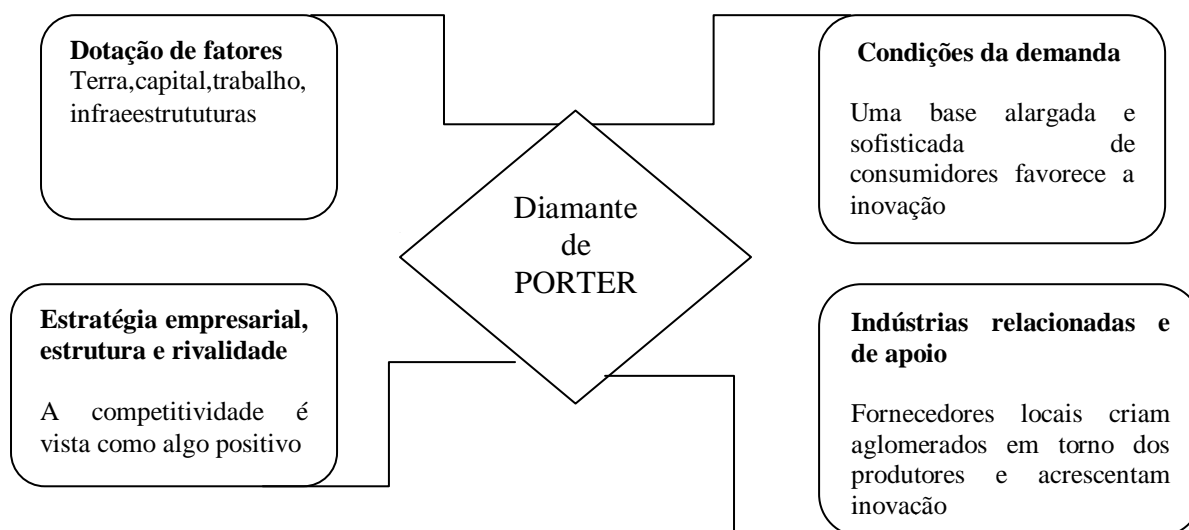 Dotação de fatores
Terra,capital,trabalho,
infraeestrututuras
Condições da demanda
Uma base alargada e
sofisticada de
consumidores favorece a
inovação
Diamante
de
PORTER
Estratégia empresarial,
estrutura e rivalidade
A competitividade é
vista como algo positivo
Indústrias relacionadas e
de apoio
Fornecedores locais criam
aglomerados em torno dos
produtores e acrescentam
inovacão